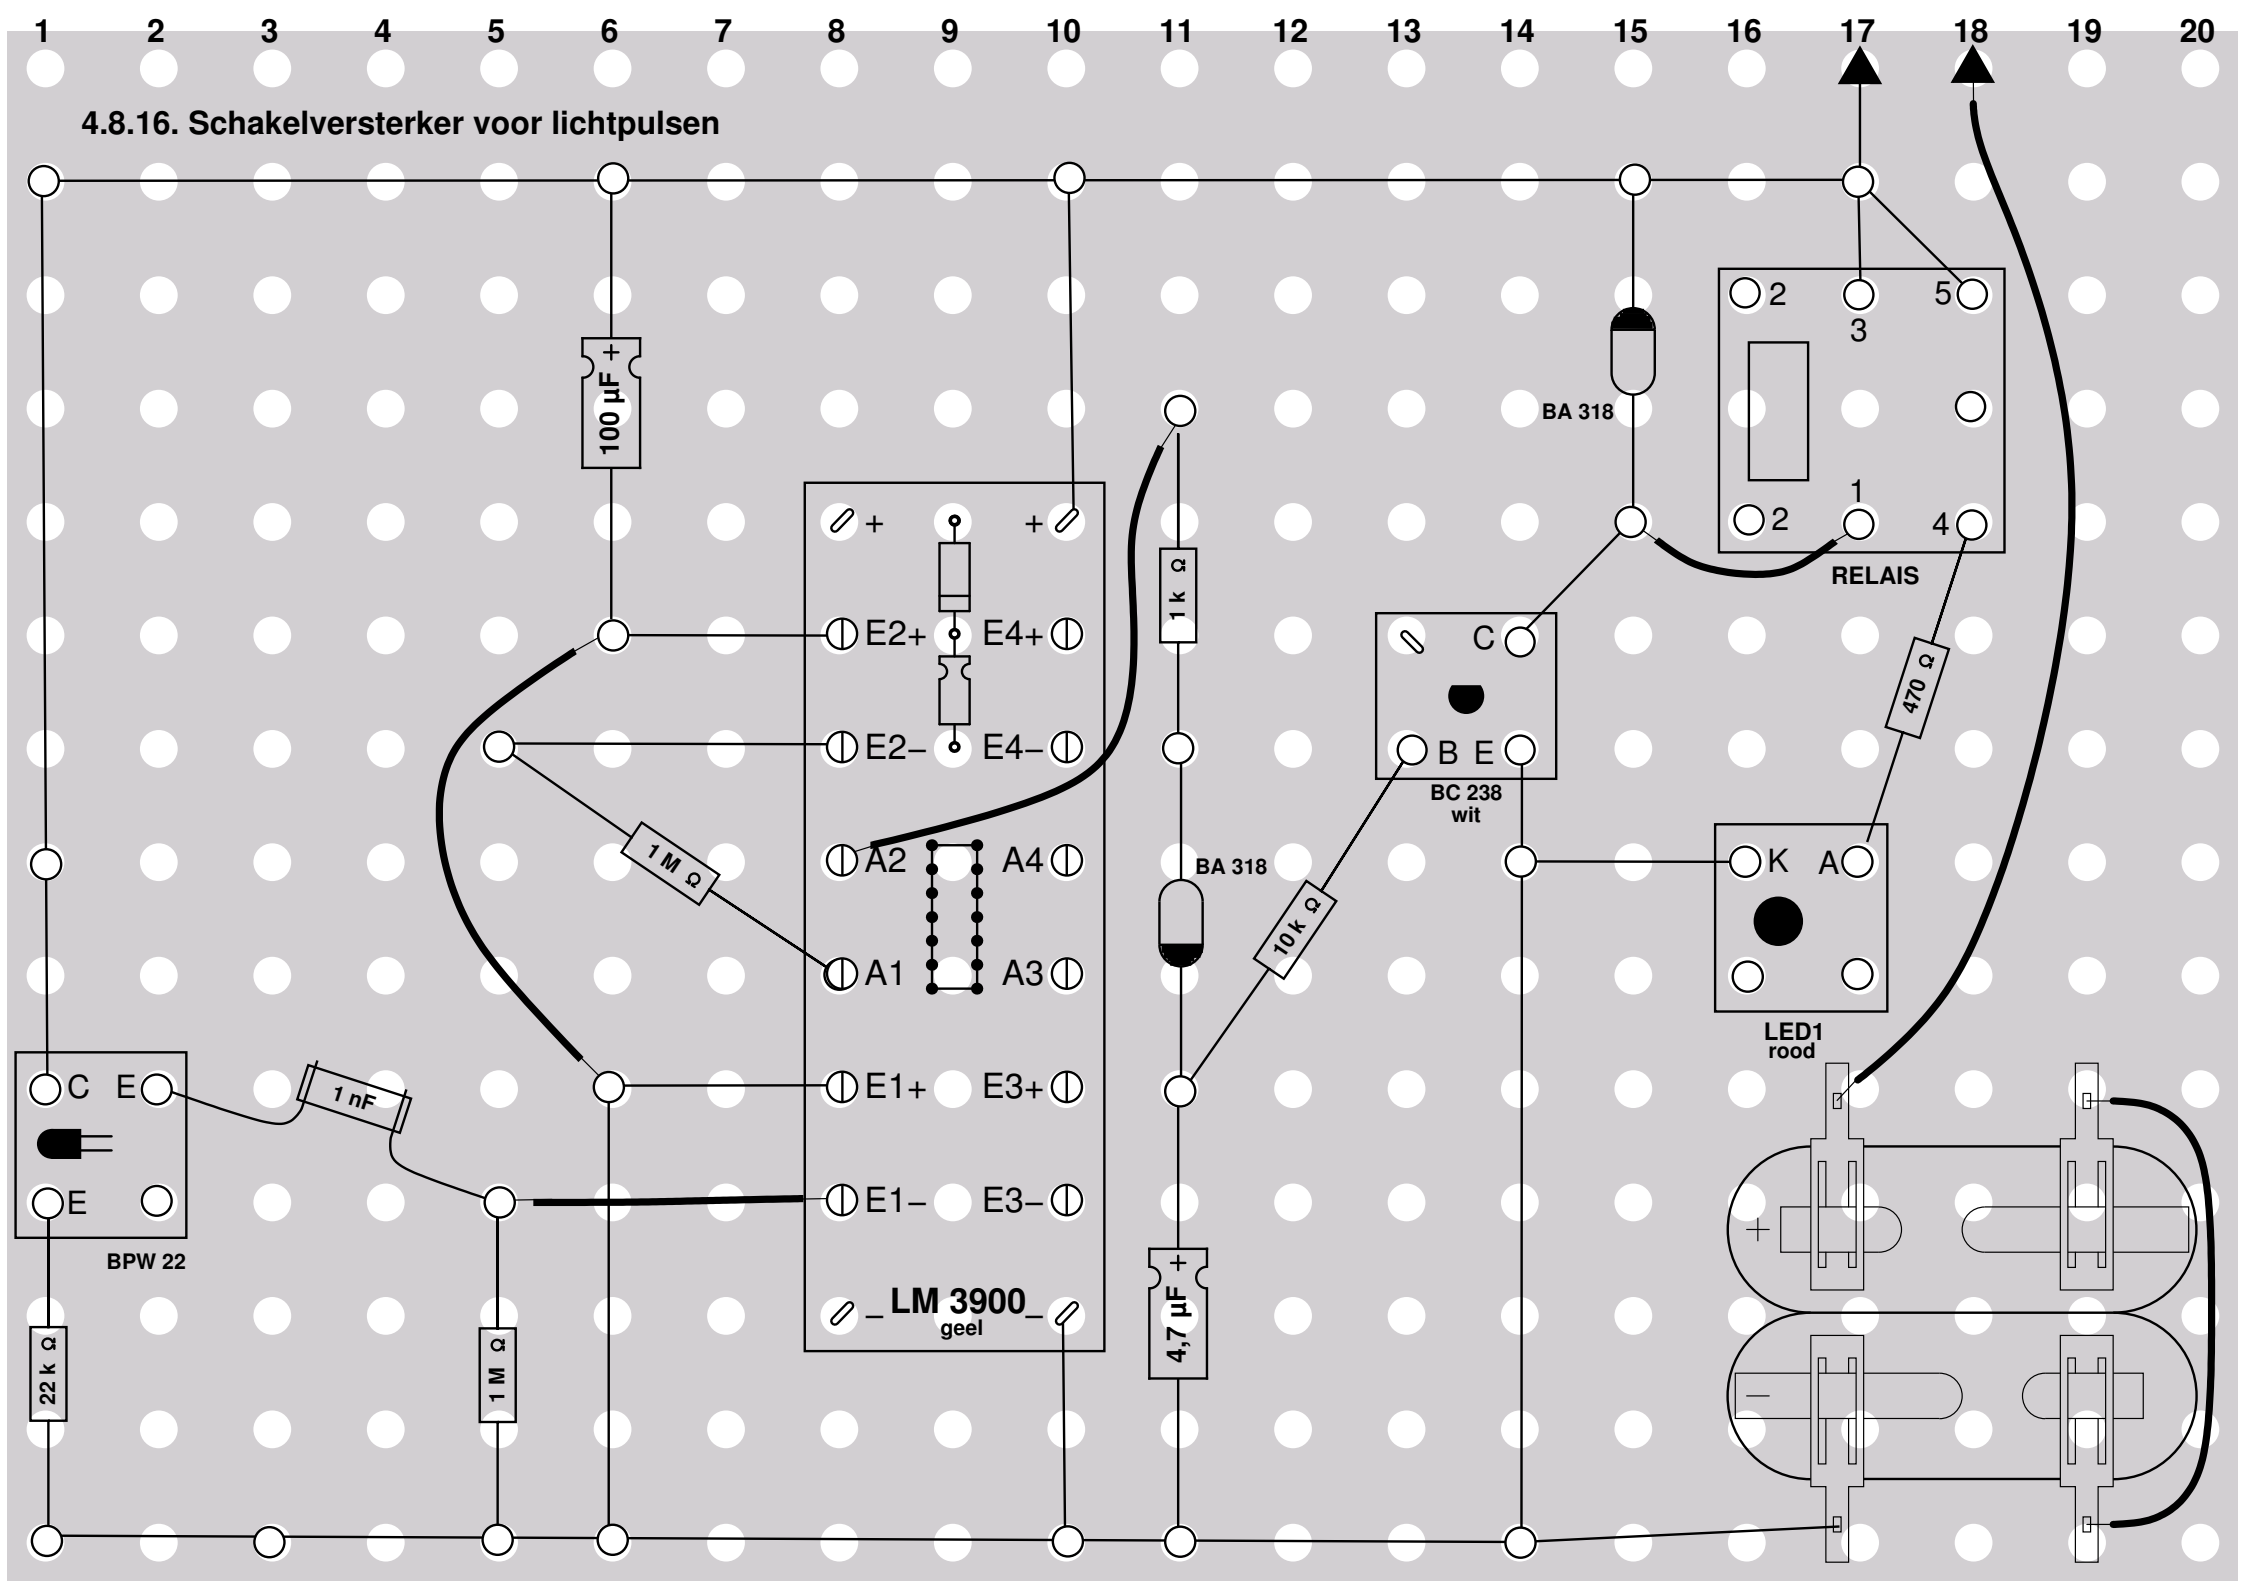 1 2 3 4 5 6 7 8 9 10 11 12 13 14 15 16 17 18 19 20
4.8.16. Schakelversterker voor lichtpulsen
2 5
3
+
100 µF
BA 318
1
2 4
RELAIS
+ +
1 k Ω
E2+ E4+
C
470 Ω
E2– E4–
B E
BC 238
wit
1 M Ω
A2 A4
BA 318
K A
10 k Ω
A1 A3
LED1
rood
C E
1 nF
E1+ E3+
E
E1– E3–
BPW 22
+
+
4,7 µF
– LM 3900 –
geel
22 k Ω
1 M Ω
–